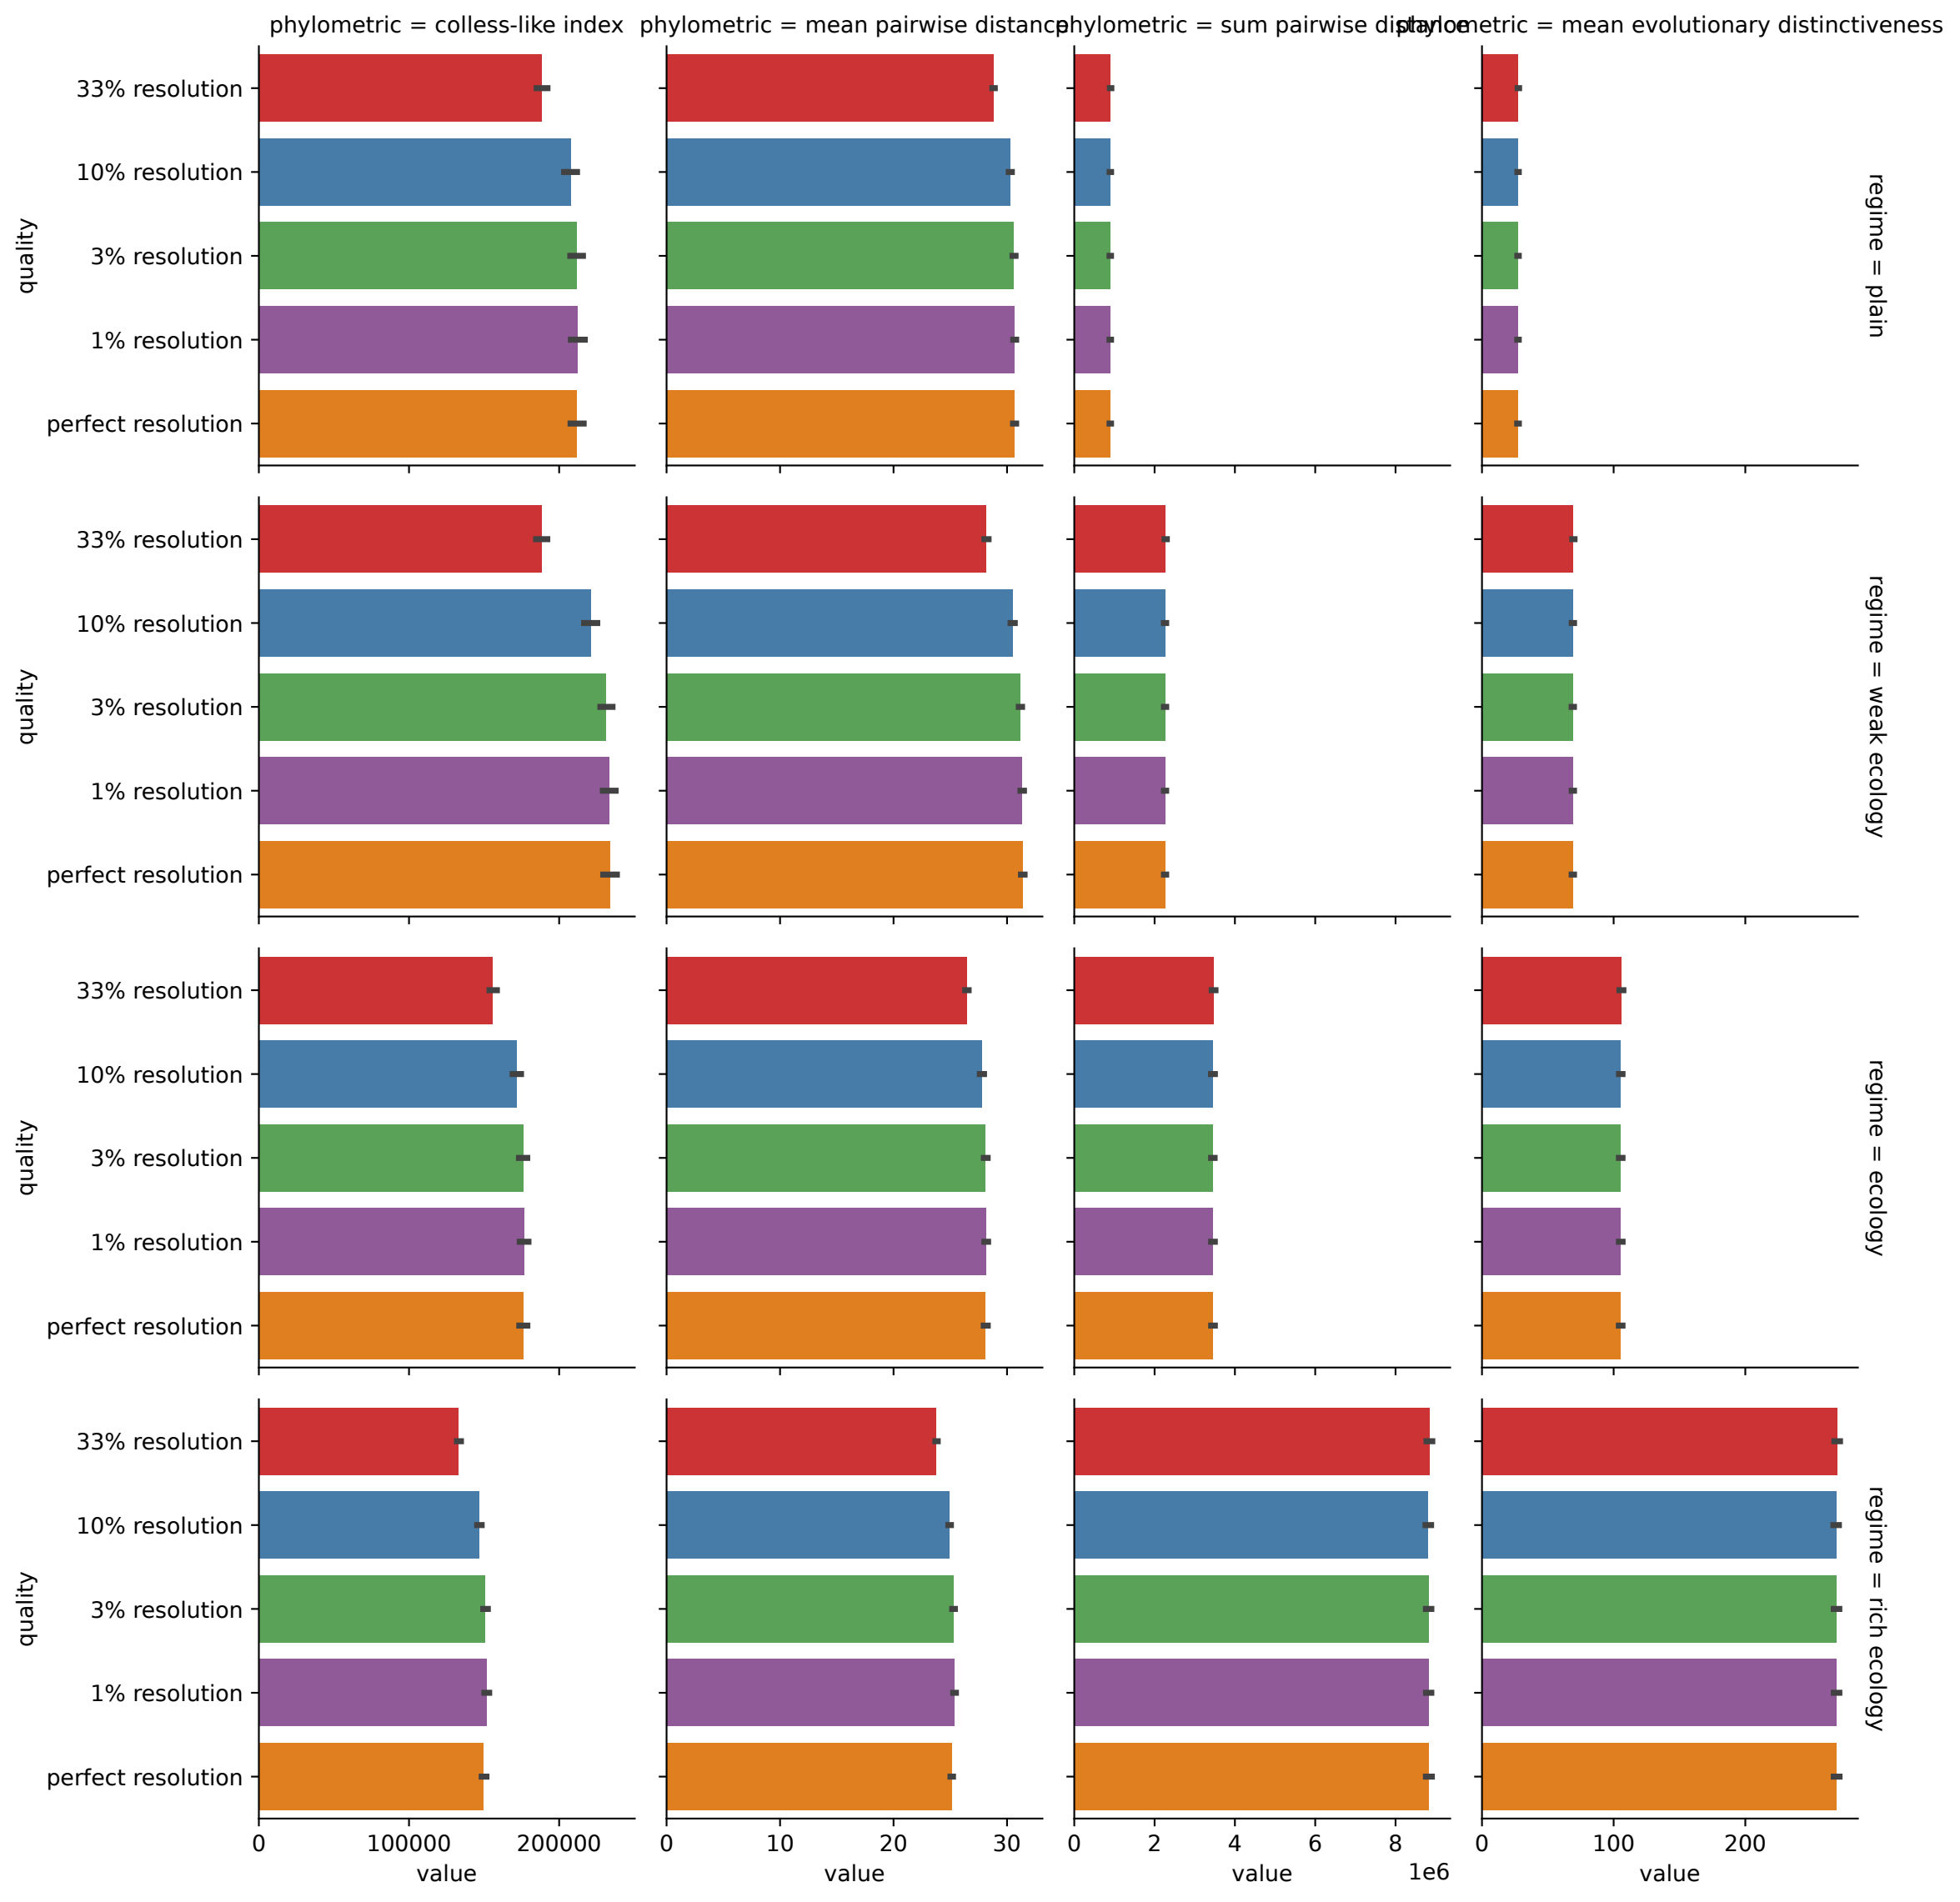 phylometric = colless-like index
phylometric = mean pairwise distance
phylometric = sum pairwise distance
phylometric = mean evolutionary distinctiveness
quality
33% resolution
10% resolution
3% resolution
1% resolution
perfect resolution
regime = plain
quality
33% resolution
10% resolution
3% resolution
1% resolution
perfect resolution
regime = weak ecology
quality
33% resolution
10% resolution
3% resolution
1% resolution
perfect resolution
regime = ecology
quality
33% resolution
10% resolution
3% resolution
1% resolution
perfect resolution
regime = rich ecology
0 100000 200000
0 10 20 30
0 2 4 6 8
0 100 200
1e6
value
value
value
value